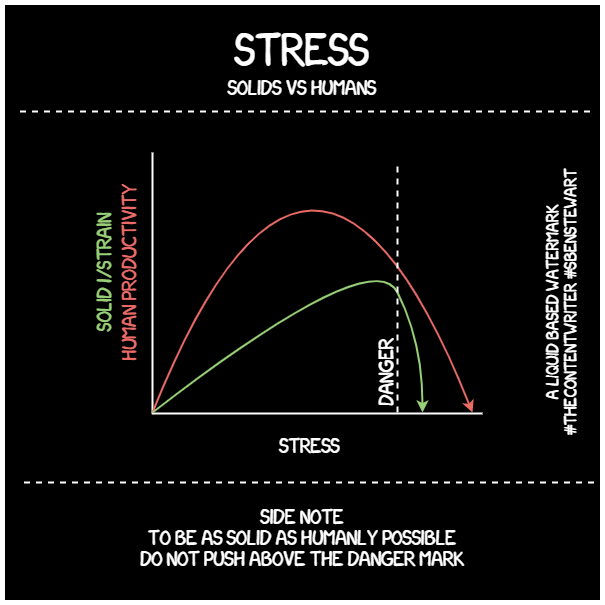 STRESS
SOLIDS VS HUMANS
SOLID 1/STRAIN
HUMAN PRODUCTIVITY
DANGER
STRESS
A LIQUID BASED WATERMARK
#THECONTENTWRITER #SBENSTEWART
SIDE NOTE
TO BE AS SOLID AS HUMANLY POSSIBLE
DO NOT PUSH ABOVE THE DANGER MARK